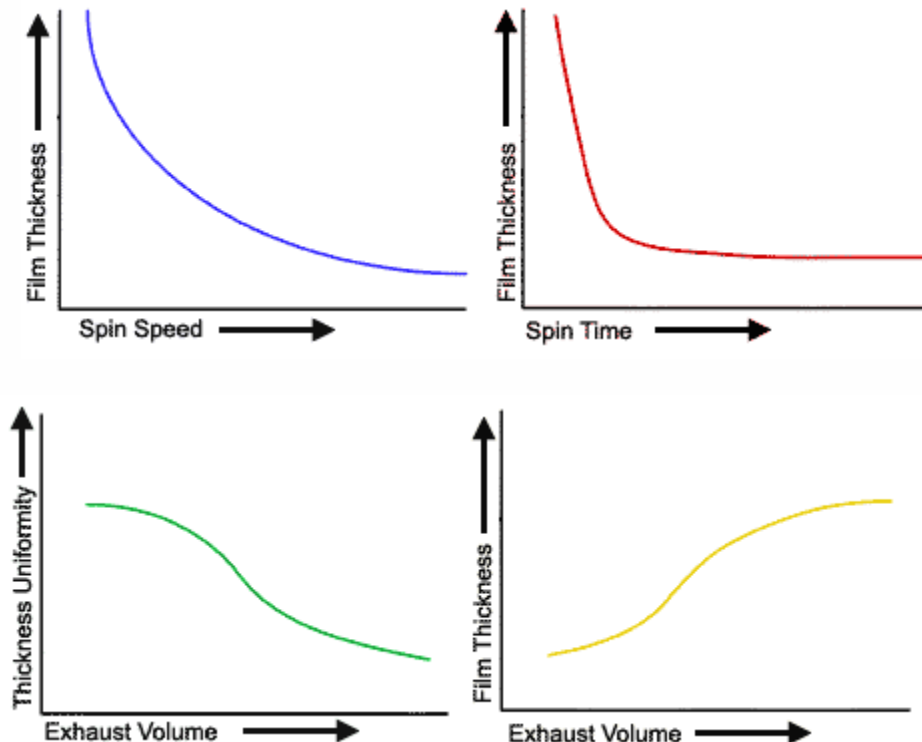 Film Thickness
Spin Speed
Film Thickness
Spin Time
Thickness Uniformity
Exhaust Volume
Film Thickness
Exhaust Volume